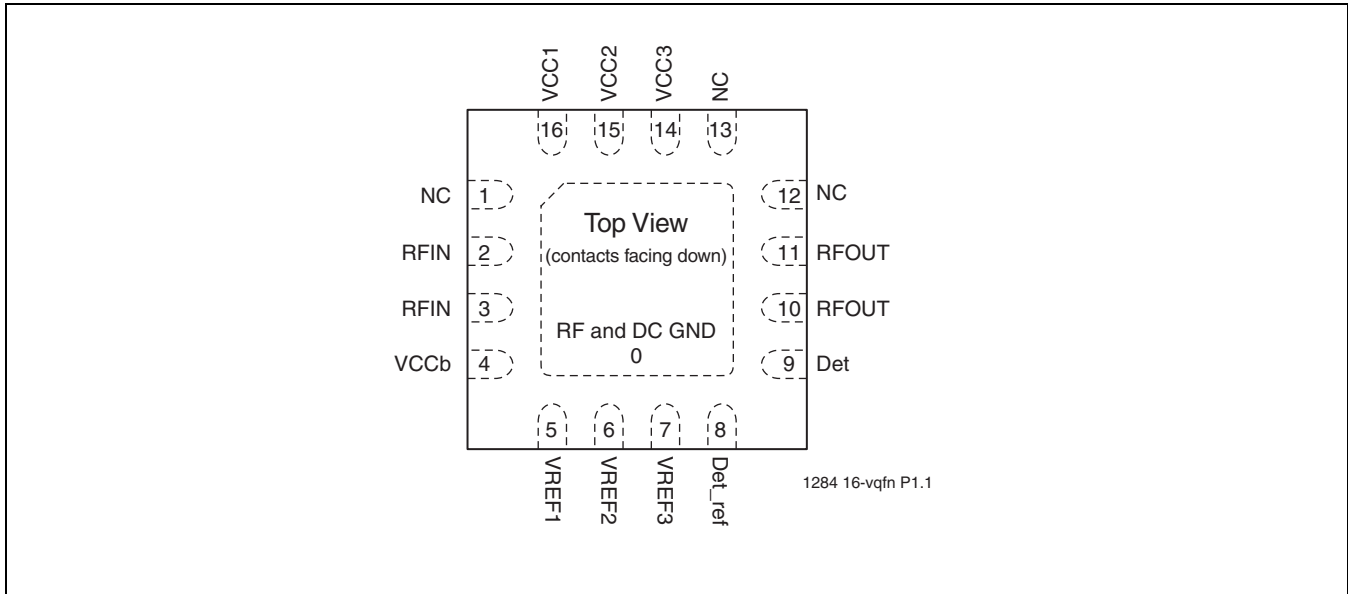 VCC1
VCC2
VCC3
NC
16
15
14
13
NC 1
12 NC
Top View
RFIN 2
(contacts facing down)
11 RFOUT
RFIN 3
10 RFOUT
RF and DC GND
VCCb 4
0
9 Det
5
6
7
8
VREF1
VREF2
VREF3
Det_ref
1284 16-vqfn P1.1